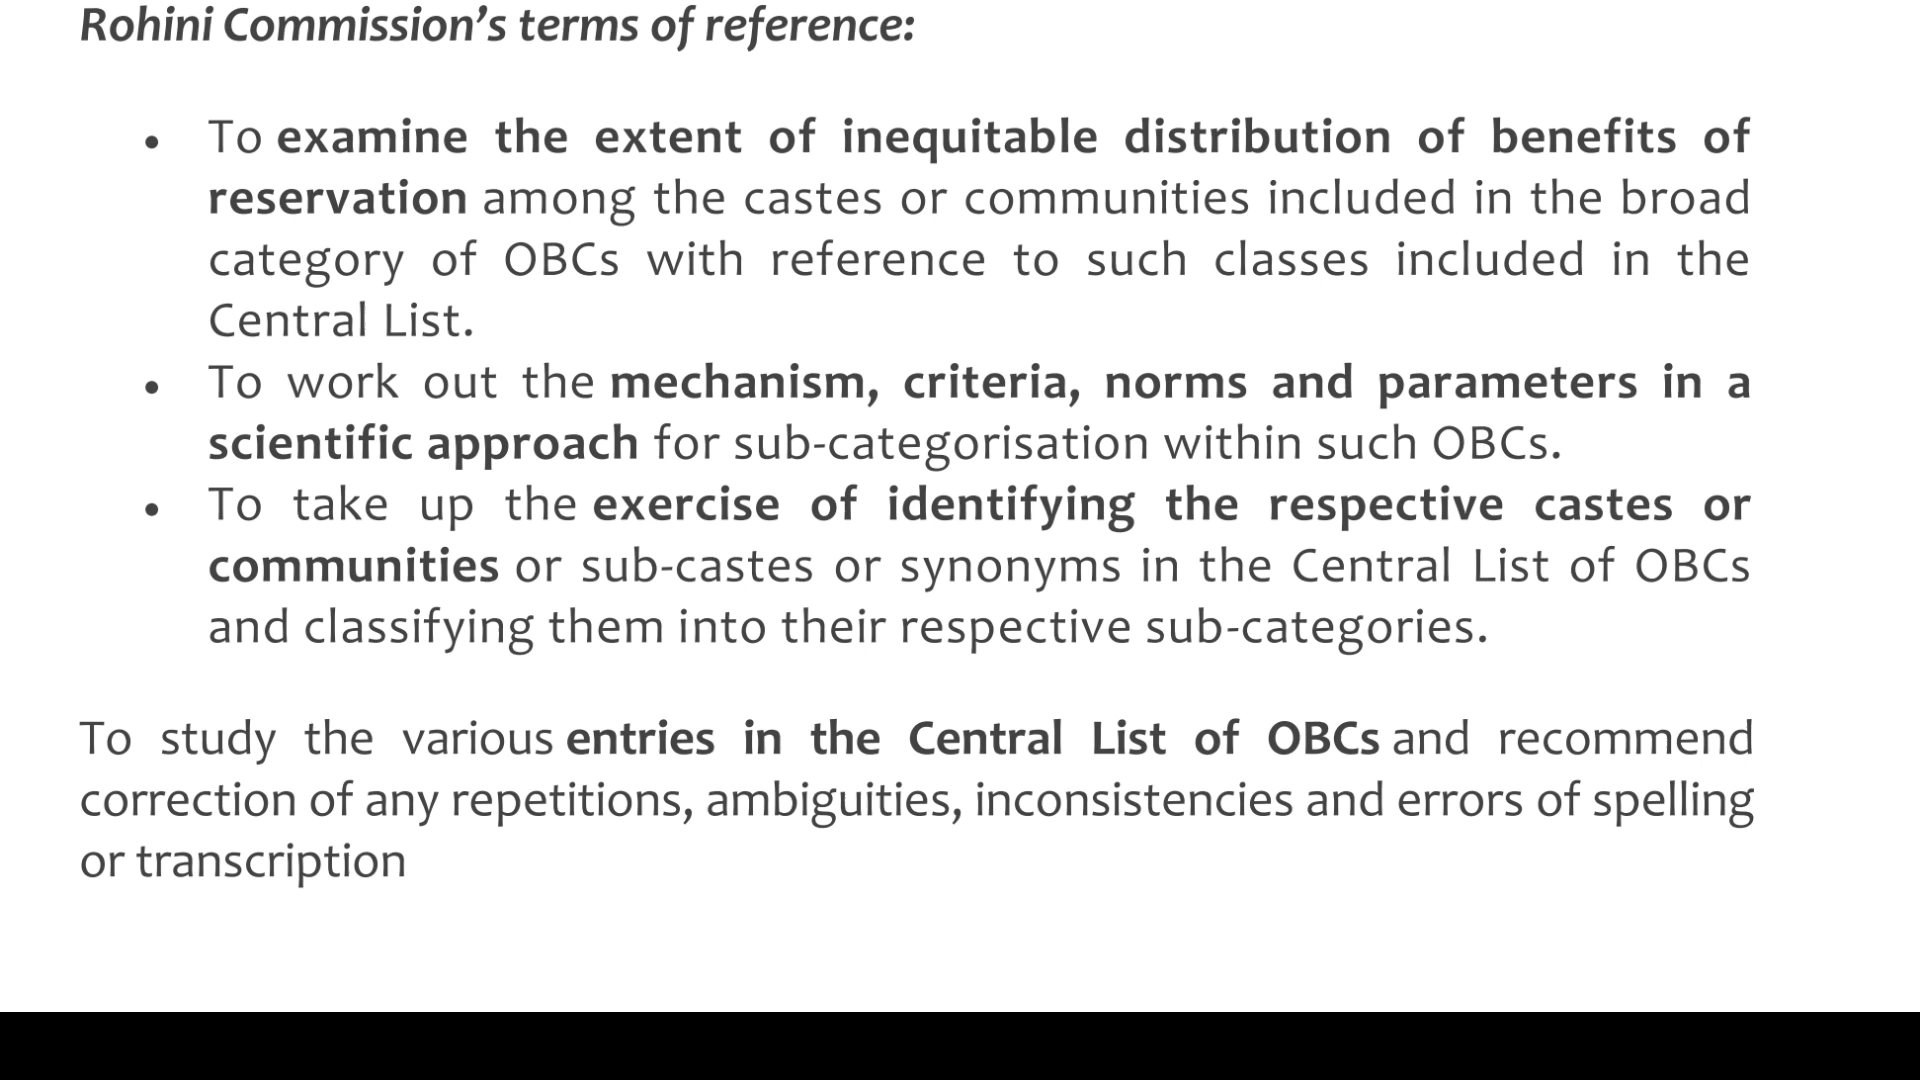 Rohini Commission’s terms of reference:
• To examine the extent of inequitable distribution of benefits of
reservation among the castes or communities included in the broad
category of OBCs with reference to such classes included in the
Central List.
• To work out the mechanism, criteria, norms and parameters in a
scientific approach for sub-categorisation within such OBCs.
• To take up the exercise of identifying the respective castes or
communities or sub-castes or synonyms in the Central List of OBCs
and classifying them into their respective sub-categories.
To study the various entries in the Central List of OBCs and recommend
correction of any repetitions, ambiguities, inconsistencies and errors of spelling
or transcription